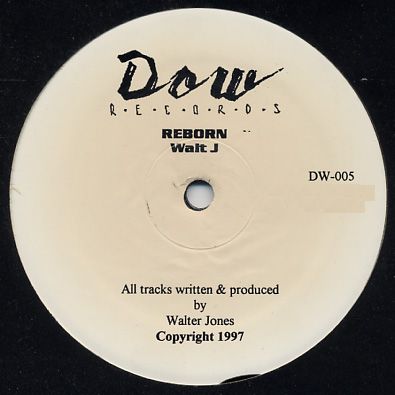 Dow
R·E·C·O·R·D·S
REBORN
Walt J
DW-005
All tracks written & produced
by
Walter Jones
Copyright 1997